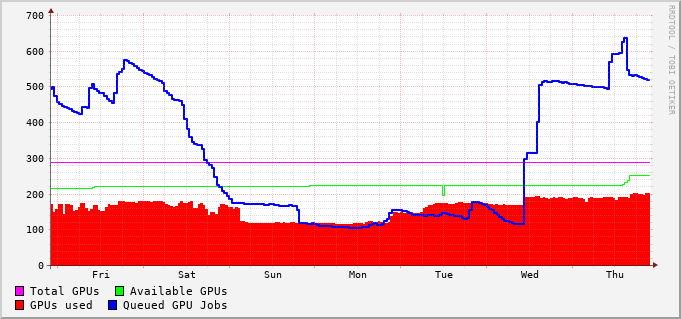 700
600
500
400
300
200
100
0
Fri Sat Sun Mon Tue Wed Thu
Total GPUs Available GPUs
GPUs used Queued GPU Jobs
RRDTOOL / TOBI OETIKER